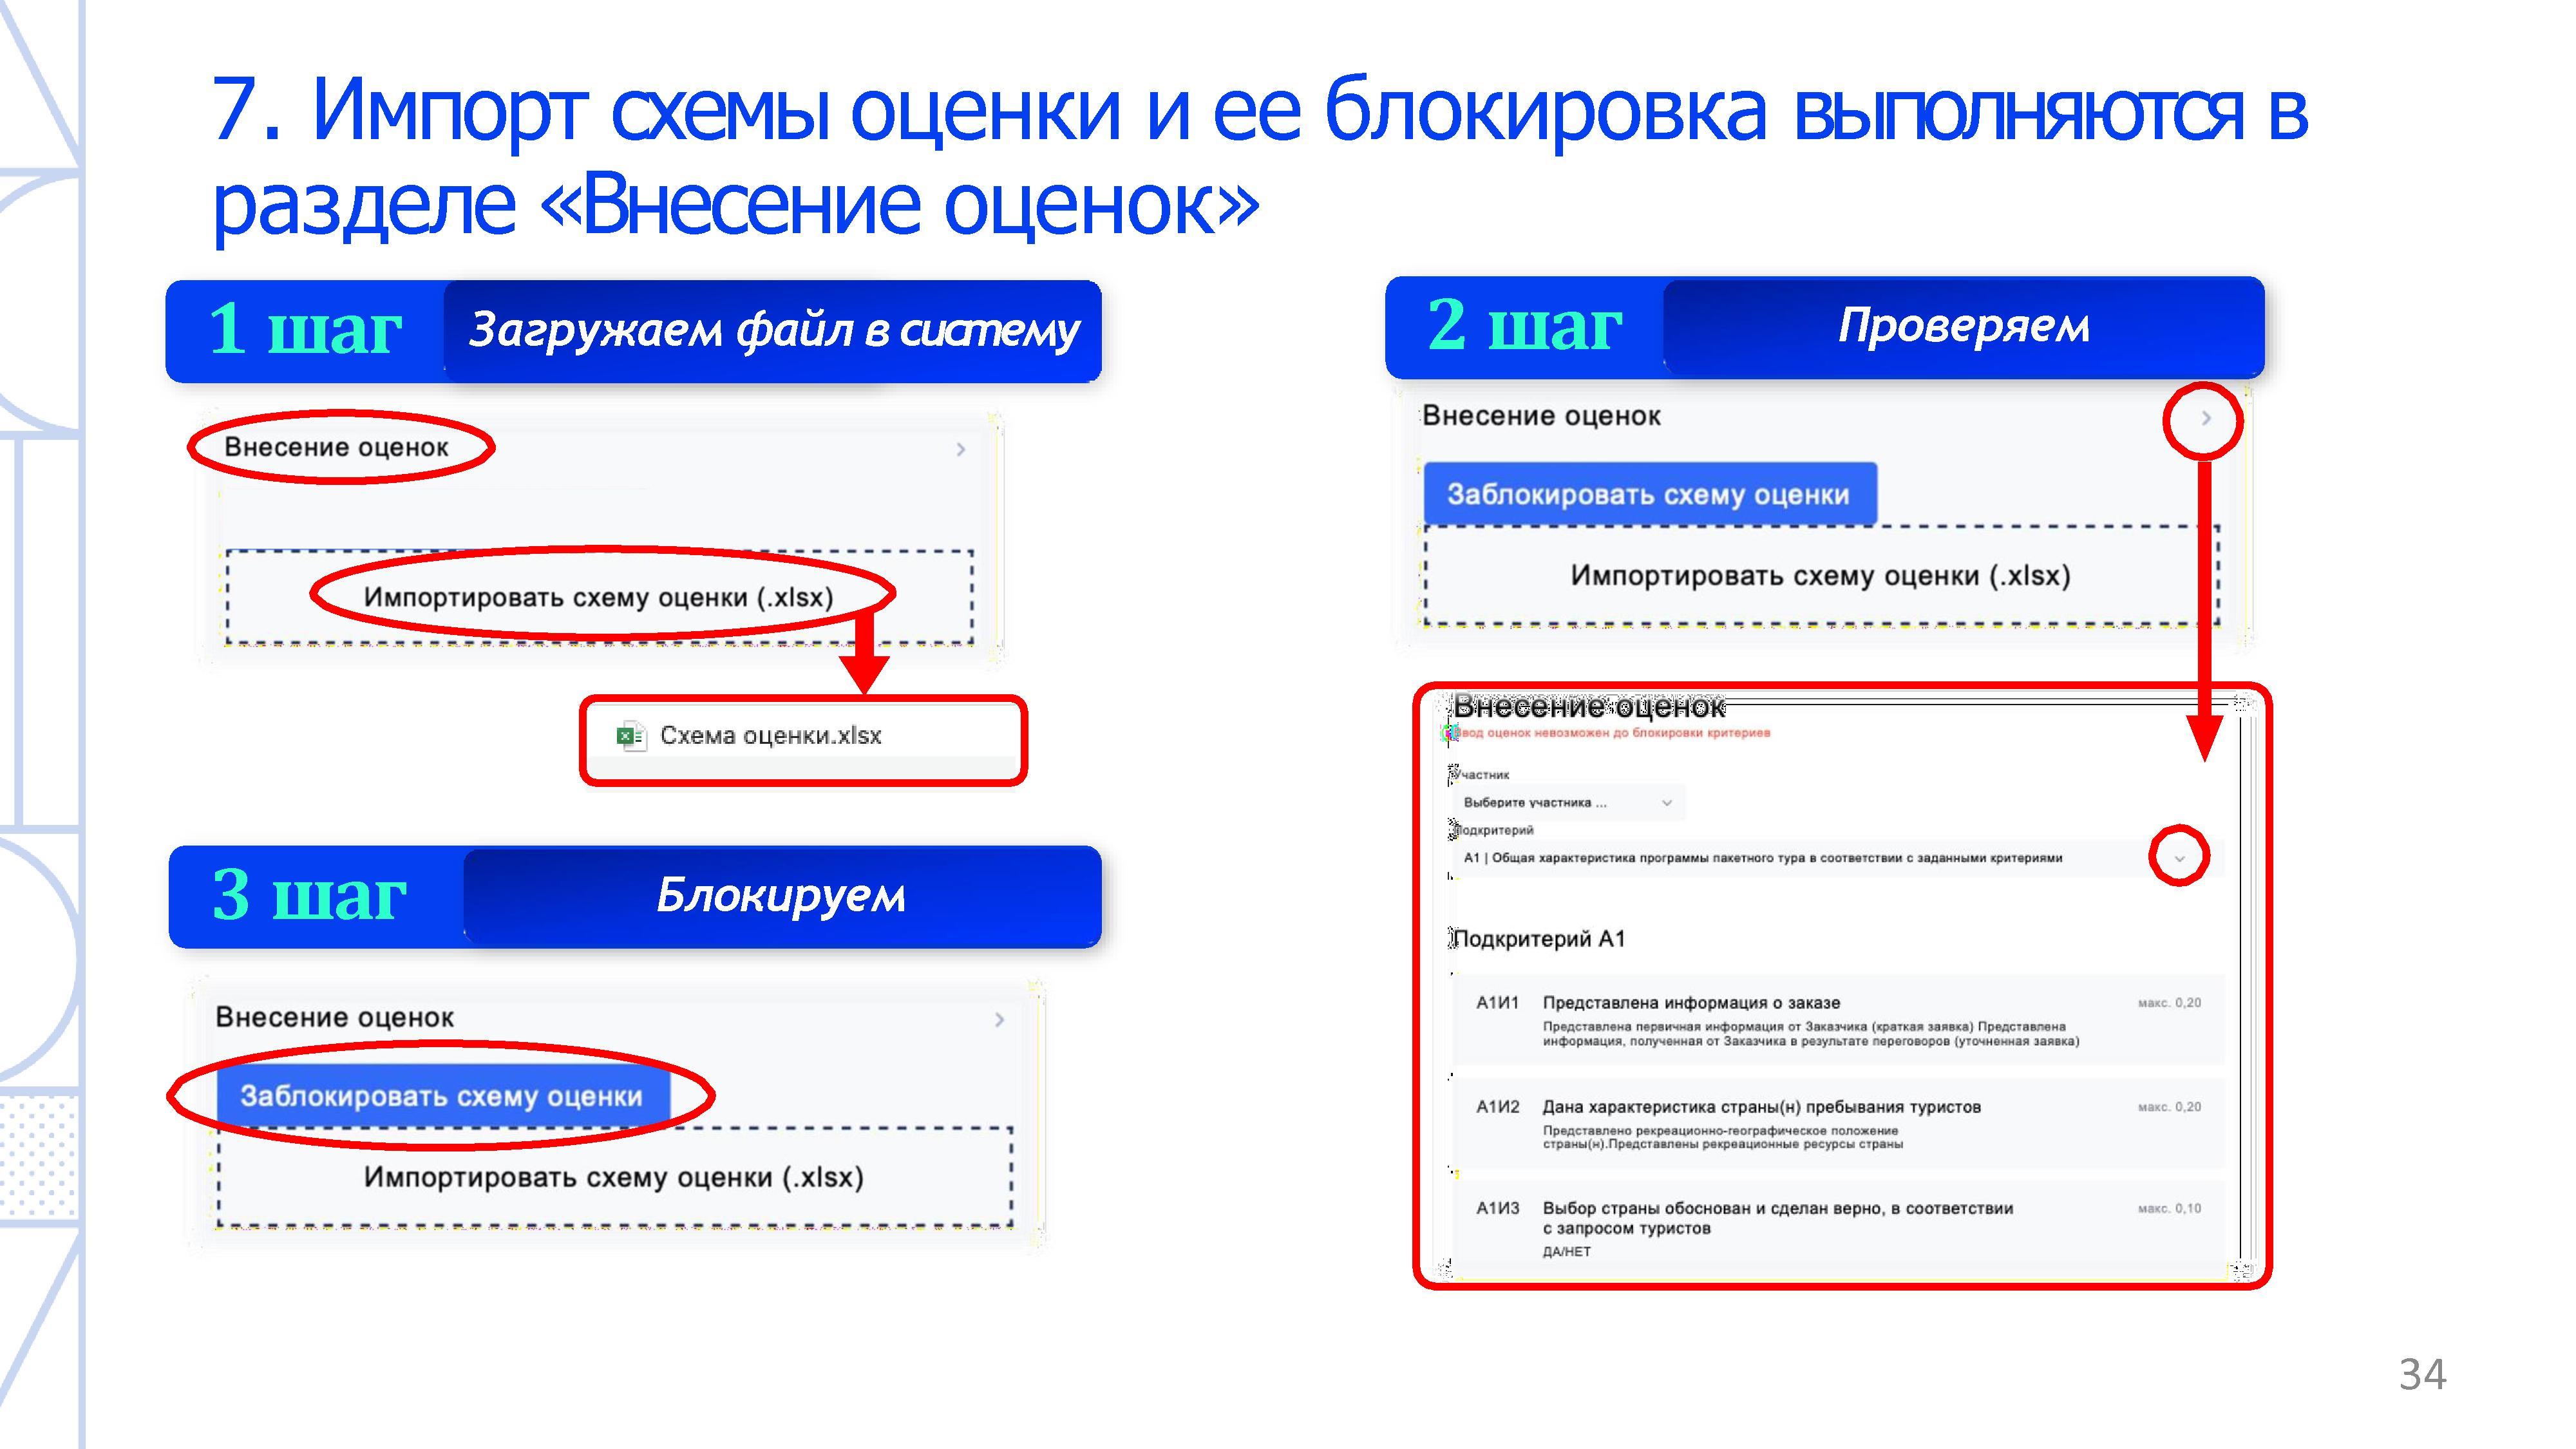 7. Импорт схемы оценки и ее блокировка выполняются в
разделе «Внесение оценок»
1 шаг
Загружаем файл в систему
Внесение оценок
Импортировать схему оценки (.xlsx)
Схема оценки.xlsx
2 шаг
Проверяем
Внесение оценок
Заблокировать схему оценки
Импортировать схему оценки (.xlsx)
Внесение оценок
Ввод оценок невозможен до блокировки критериев
Участник
Выберите участника ...
Подкритерий
А1 | Общая характеристика программы пакетного тура в соответствии с заданными критериями
Подкритерий А1
А1И1 Представлена информация о заказе макс. 0,20
Представлена первичная информация от Заказчика (краткая заявка) Представлена
информация, полученная от Заказчика в результате переговоров (уточненная заявка)
А1И2 Дана характеристика страны(н) пребывания туристов макс. 0,20
Представлено рекреационно-географическое положение
страны(н).Представлены рекреационные ресурсы страны
А1И3 Выбор страны обоснован и сделан верно, в соответствии макс. 0,10
с запросом туристов
ДА/НЕТ
3 шаг
Блокируем
Внесение оценок
Заблокировать схему оценки
Импортировать схему оценки (.xlsx)
34